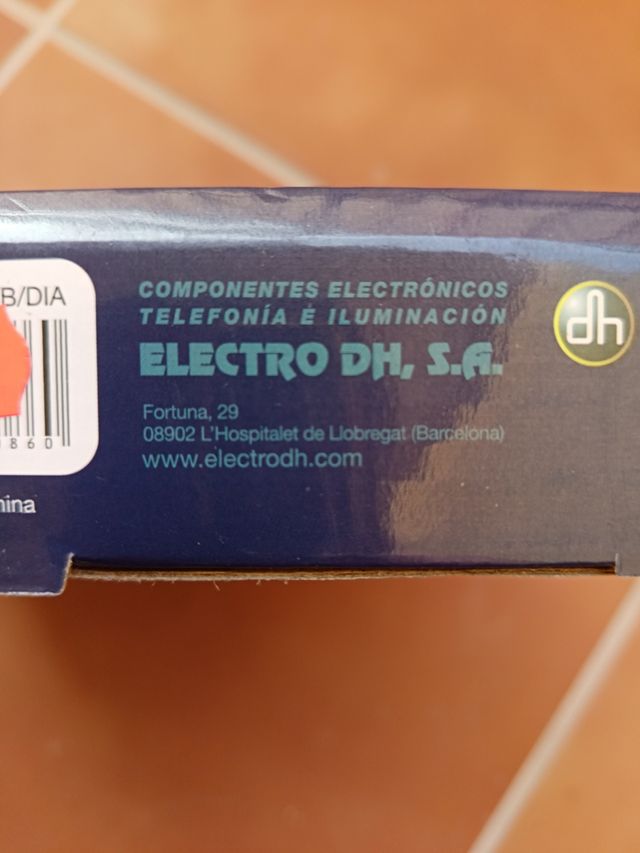 B/DIA
860
COMPONENTES ELECTRÓNICOS
TELEFONÍA E ILUMINACIÓN
ELECTRO DH, S.A.
Fortuna, 29
08902 L'Hospitalet de Llobregat (Barcelona)
www.electrodh.com
dh